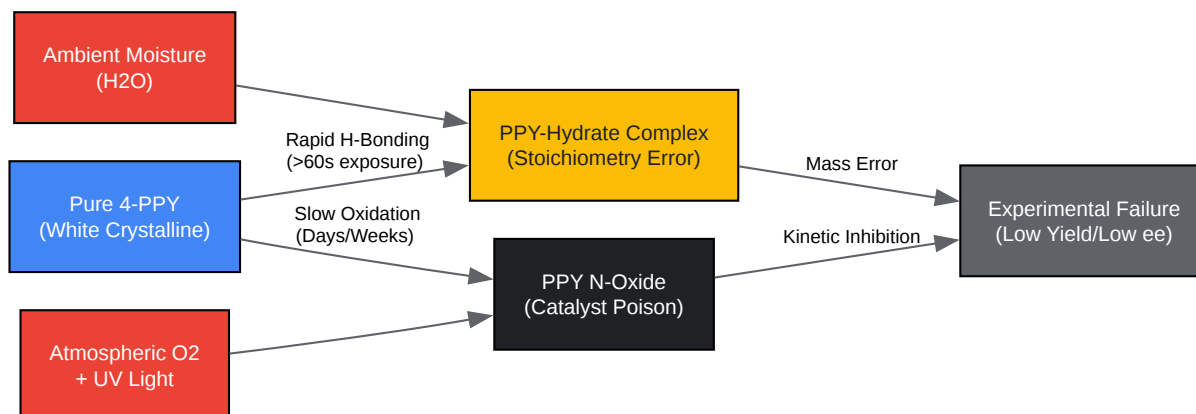 Ambient Moisture
(H2O)
Rapid H-Bonding
(>60s exposure)
PPY-Hydrate Complex
(Stoichiometry Error)
Mass Error
Pure 4-PPY
(White Crystalline)
Slow Oxidation
(Days/Weeks)
Experimental Failure
(Low Yield/Low ee)
Kinetic Inhibition
PPY N-Oxide
(Catalyst Poison)
Atmospheric O2
+ UV Light